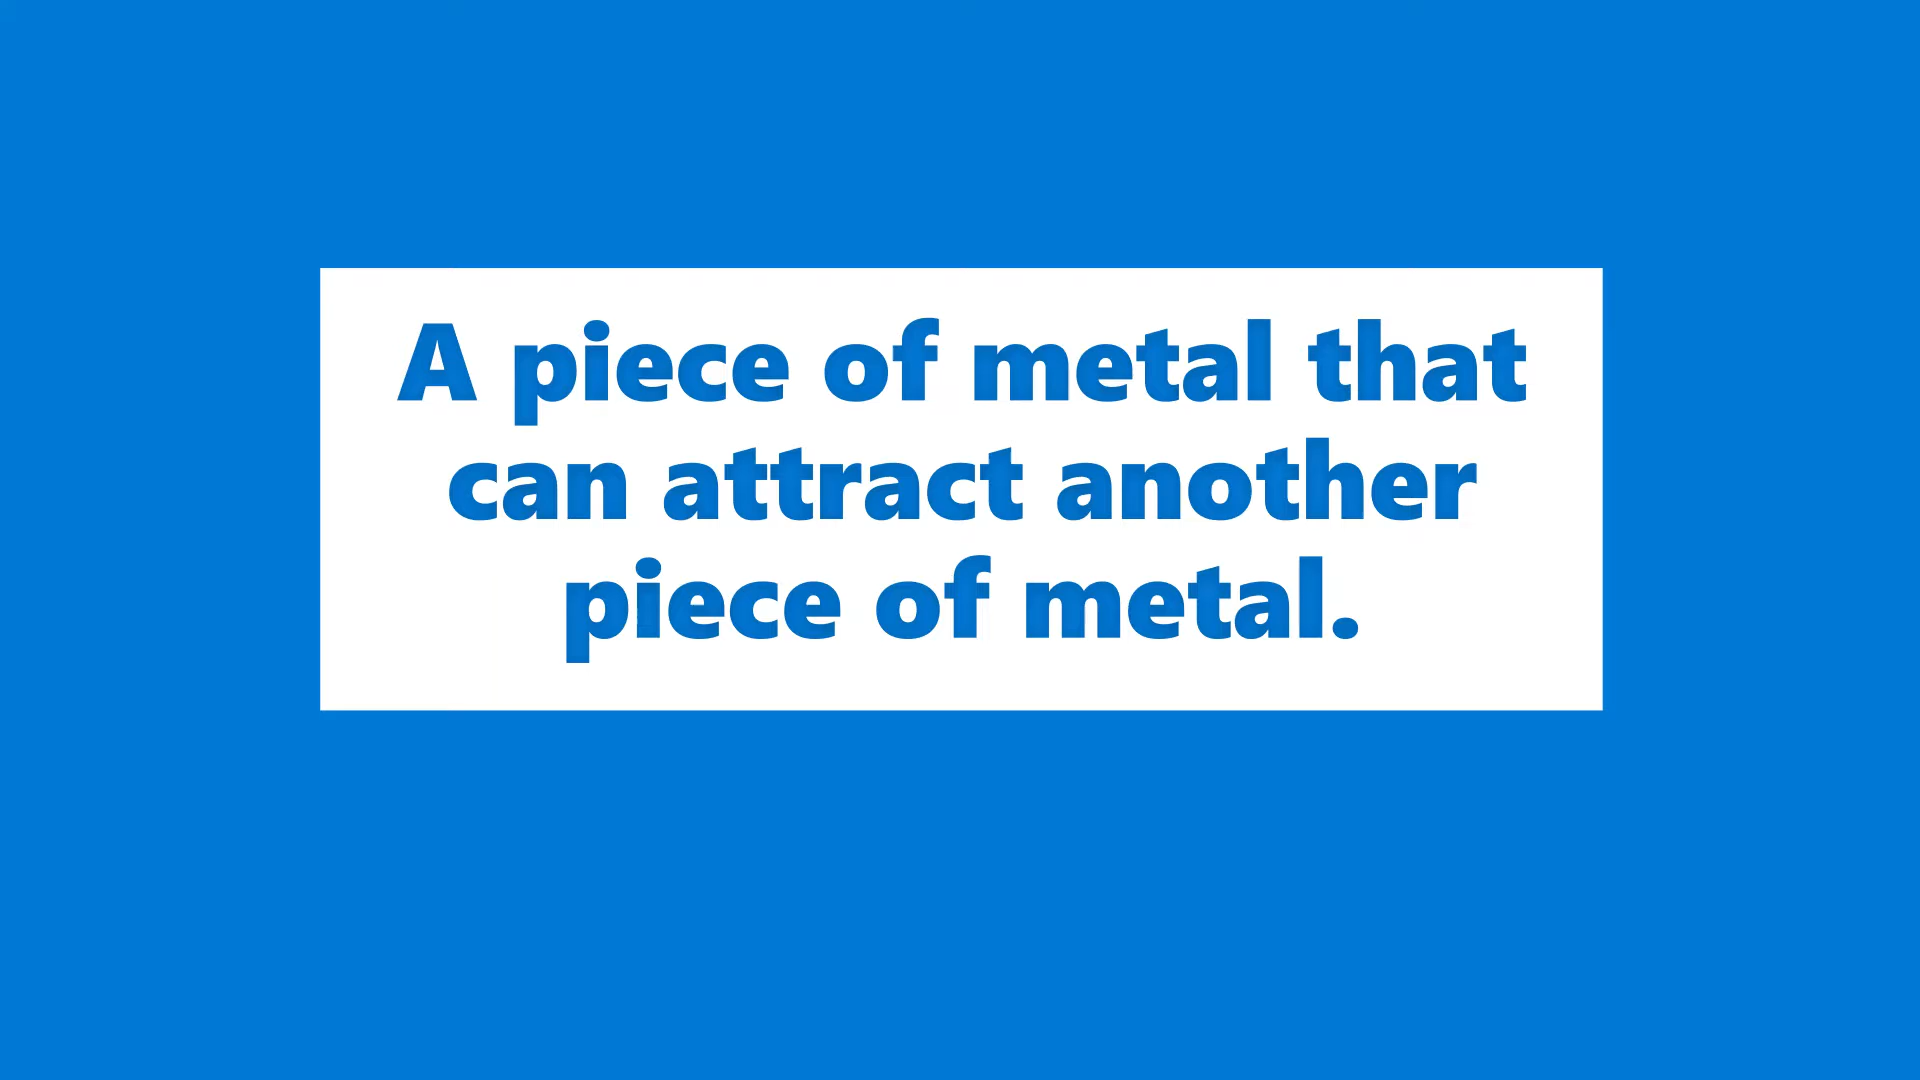 A piece of metal that
can attract another
piece of metal.